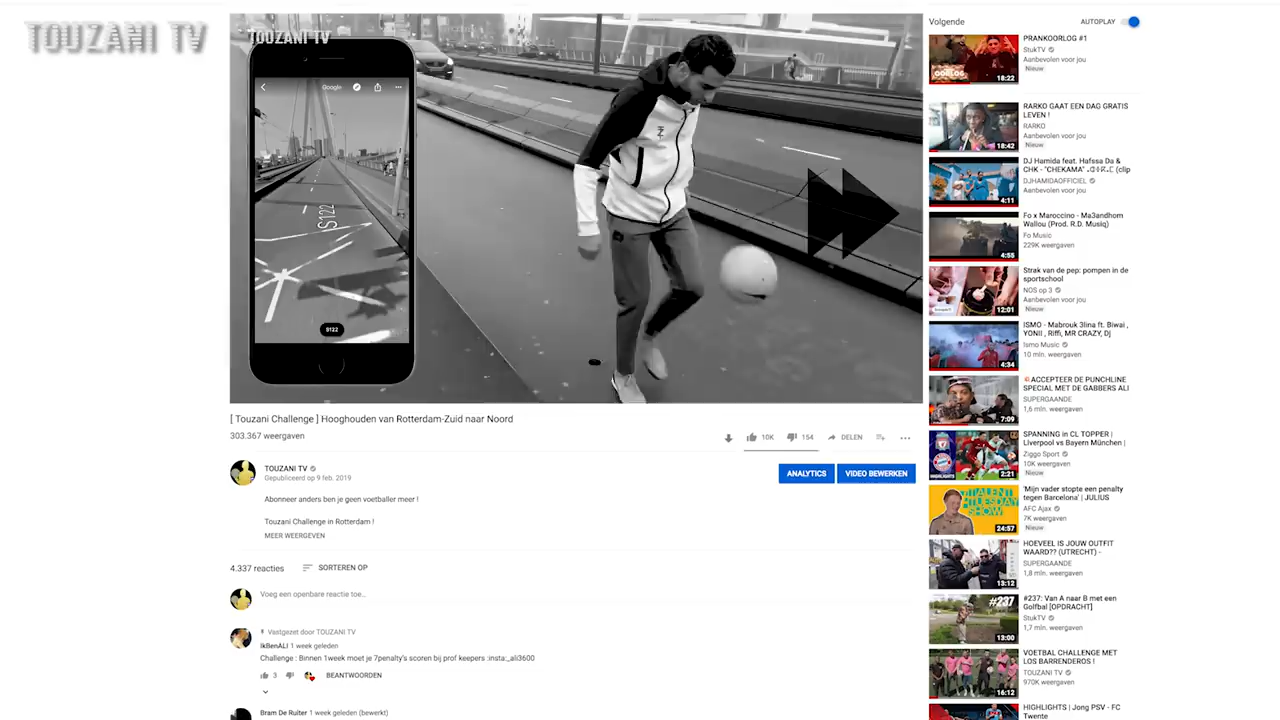 TOUZANI TV
TOUZANI TV
Google
S122
S122
[ Touzani Challenge ] Hooghouden van Rotterdam-Zuid naar Noord
303.367 weergaven
10K
154
DELEN
TOUZANI TV
Gepubliceerd op 9 feb. 2019
ANALYTICS
VIDEO BEWERKEN
Abonneer anders ben je geen voetballer meer !
Touzani Challenge in Rotterdam !
MEER WEERGEVEN
4.337 reacties
SORTEREN OP
Voeg een openbare reactie toe...
Vastgezet door TOUZANI TV
IkBenALI 1 week geleden
Challenge : Binnen 1week moet je 7penalty's scoren bij prof keepers :insta:_ali3600
3
BEANTWOORDEN
Bram De Ruiter 1 week geleden (bewerkt)
Volgende
AUTOPLAY
PRANKOORLOG #1
StukTV
Aanbevolen voor jou
Nieuw
OORLOG
18:22
RARKO GAAT EEN DAG GRATIS
LEVEN !
RARKO
Aanbevolen voor jou
Nieuw
18:42
DJ Hamida feat. Hafssa Da &
CHK - "CHEKAMA" (clip
DJHAMIDAOFFICIEL
Aanbevolen voor jou
4:11
Fo x Maroccino - Ma3andhom
Wallou (Prod. R.D. Musiq)
Fo Music
229K weergaven
4:55
Strak van de pep: pompen in de
sportschool
NOS op 3
Aanbevolen voor jou
Nieuw
12:01
ISMO - Mabrouk 3lina ft. Biwai ,
YONII , Riffi, MR CRAZY, Dj
Ismo Music
10 mln. weergaven
4:34
ACCEPTEER DE PUNCHLINE
SPECIAL MET DE GABBERS ALI
SUPERGAANDE
1,6 mln. weergaven
7:09
SPANNING in CL TOPPER |
Liverpool vs Bayern München |
Ziggo Sport
10K weergaven
Nieuw
2:21
'Mijn vader stopte een penalty
tegen Barcelona' | JULIUS
AFC Ajax
7K weergaven
Nieuw
TALENT
TUESDAY
SHOW
24:57
HOEVEEL IS JOUW OUTFIT
WAARD?? (UTRECHT) -
SUPERGAANDE
1,8 mln. weergaven
13:12
#237: Van A naar B met een
Golfbal [OPDRACHT]
StukTV
1,7 mln. weergaven
#237
13:00
VOETBAL CHALLENGE MET
LOS BARRENDEROS !
TOUZANI TV
970K weergaven
16:12
HIGHLIGHTS | Jong PSV - FC
Twente